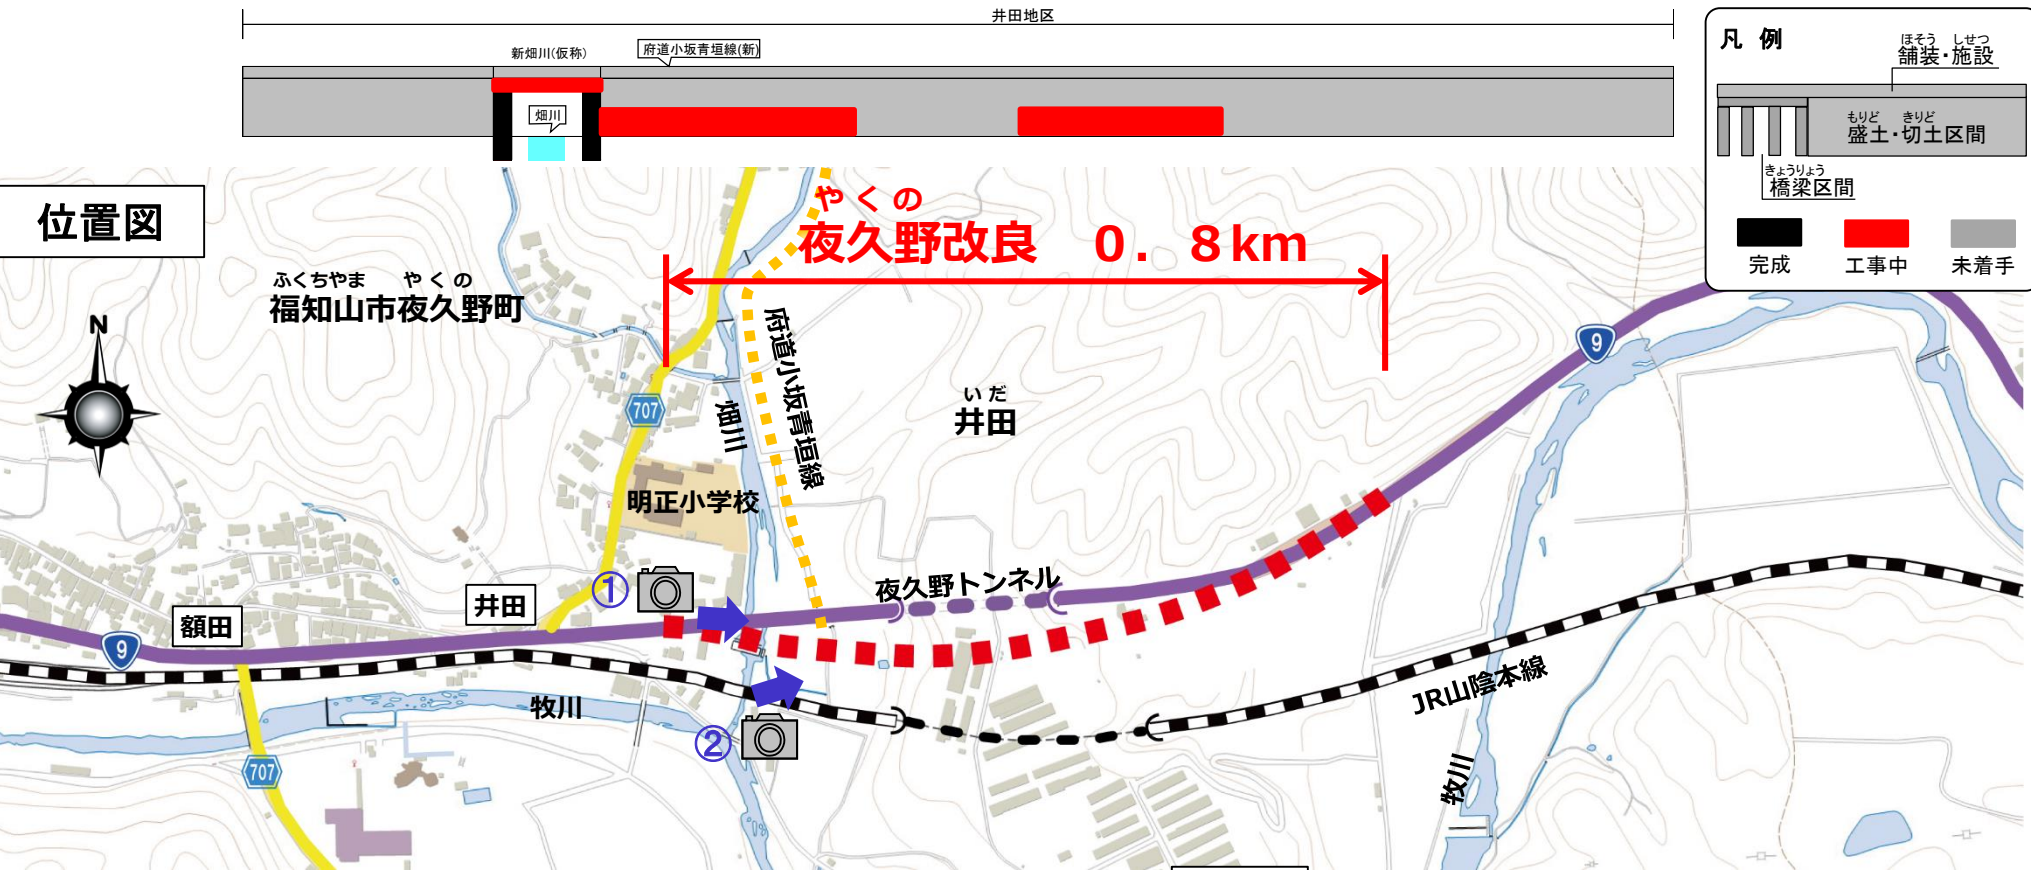 井田地区
新畑川(仮称)
府道小坂青垣線(新)
畑川
凡 例
ほそう しせつ
舗装・施設
もりど きりど
盛土・切土区間
きょうりょう
橋梁区間
完成
工事中
未着手
位置図
やくの
夜久野改良 0.8km
ふくちやま やくの
福知山市夜久野町
N
府道小坂青垣線
9
いだ
井田
707
畑川
明正小学校
夜久野トンネル
①
井田
額田
9
JR山陰本線
牧川
②
707
牧川